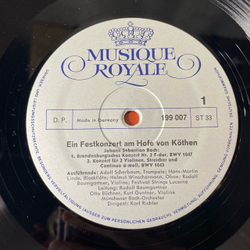 MUSIQUE
ROYALE
1
D. P. Made in Germany 199 007 ST 33
Ein Festkonzert am Hofe von Köthen
Johann Sebastian Bach:
1. Brandenburgisches Konzert Nr. 2 F-dur, BWV 1047
2. Konzert für 2 Violinen, Streicher und
Continuo d-moll, BWV 1043
Ausführende: Adolf Scherbaum, Trompete; Hans-Martin
Linde, Blockflöte; Helmut Winschermann, Oboe; Rudolf
Baumgartner, Violine; Festival Strings Lucerne
Leitung: Rudolf Baumgartner
Otto Büchner, Kurt Guntner, Violine
Münchener Bach-Orchester
Leitung: Karl Richter